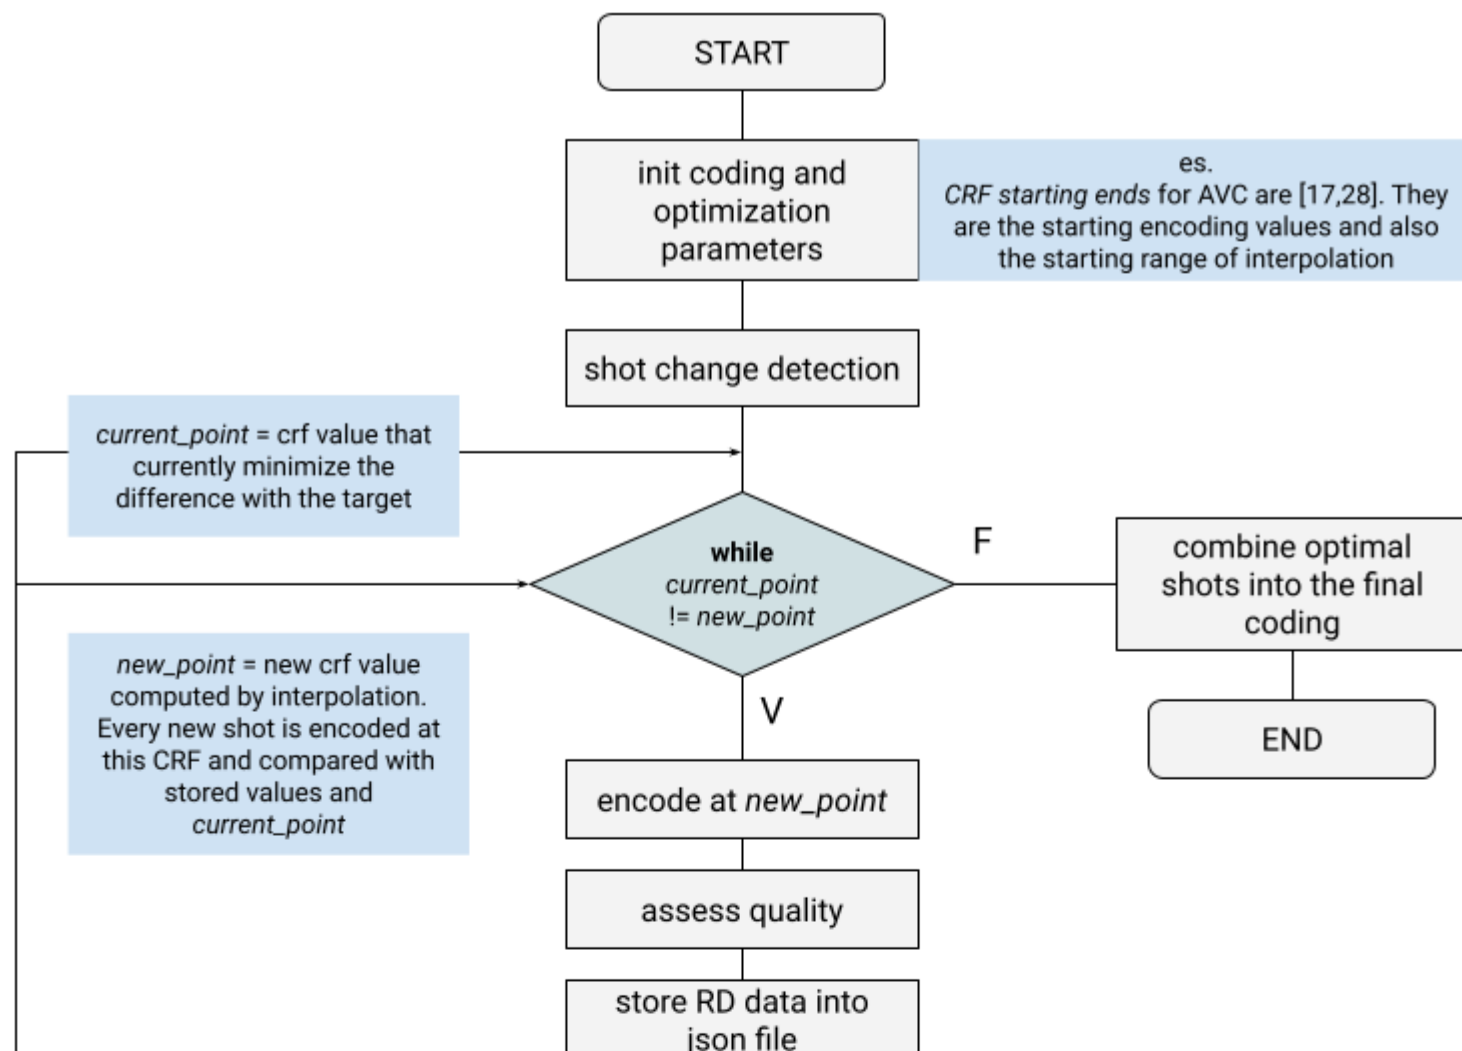 START
init coding and
optimization
parameters
es.
CRF starting ends for AVC are [17,28]. They
are the starting encoding values and also
the starting range of interpolation
shot change detection
current_point = crf value that
currently minimize the
difference with the target
while
current_point
!= new_point
F
combine optimal
shots into the final
coding
END
new_point = new crf value
computed by interpolation.
Every new shot is encoded at
this CRF and compared with
stored values and
current_point
V
encode at new_point
assess quality
store RD data into
json file